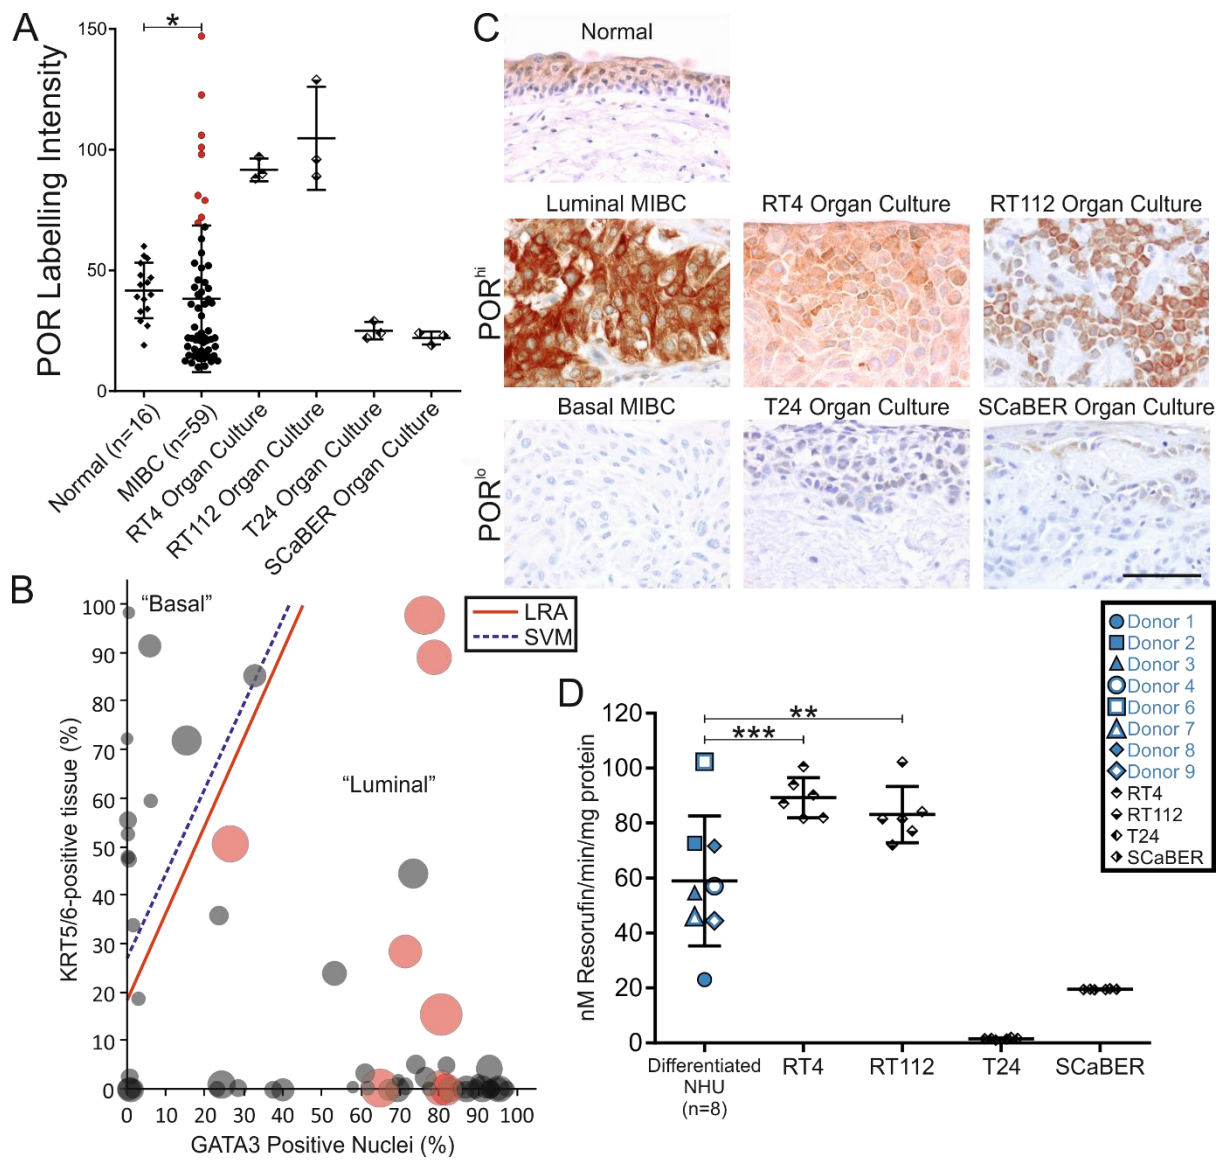 A
POR Labelling Intensity
150
100
50
0
*
Normal (n=16)
MIBC (n=59)
RT4 Organ Culture
RT112 Organ Culture
T24 Organ Culture
SCaBER Organ Culture
C
Normal
Luminal MIBC
RT4 Organ Culture
RT112 Organ Culture
POR^hi
Basal MIBC
T24 Organ Culture
SCaBER Organ Culture
POR^lo
B
KRT5/6-positive tissue (%)
100
90
80
70
60
50
40
30
20
10
0
"Basal"
"Luminal"
LRA
SVM
0 10 20 30 40 50 60 70 80 90 100
GATA3 Positive Nuclei (%)
D
nM Resorufin/min/mg protein
120
100
80
60
40
20
0
**
***
Differentiated
NHU
(n=8)
RT4
RT112
T24
SCaBER
Donor 1
Donor 2
Donor 3
Donor 4
Donor 6
Donor 7
Donor 8
Donor 9
RT4
RT112
T24
SCaBER